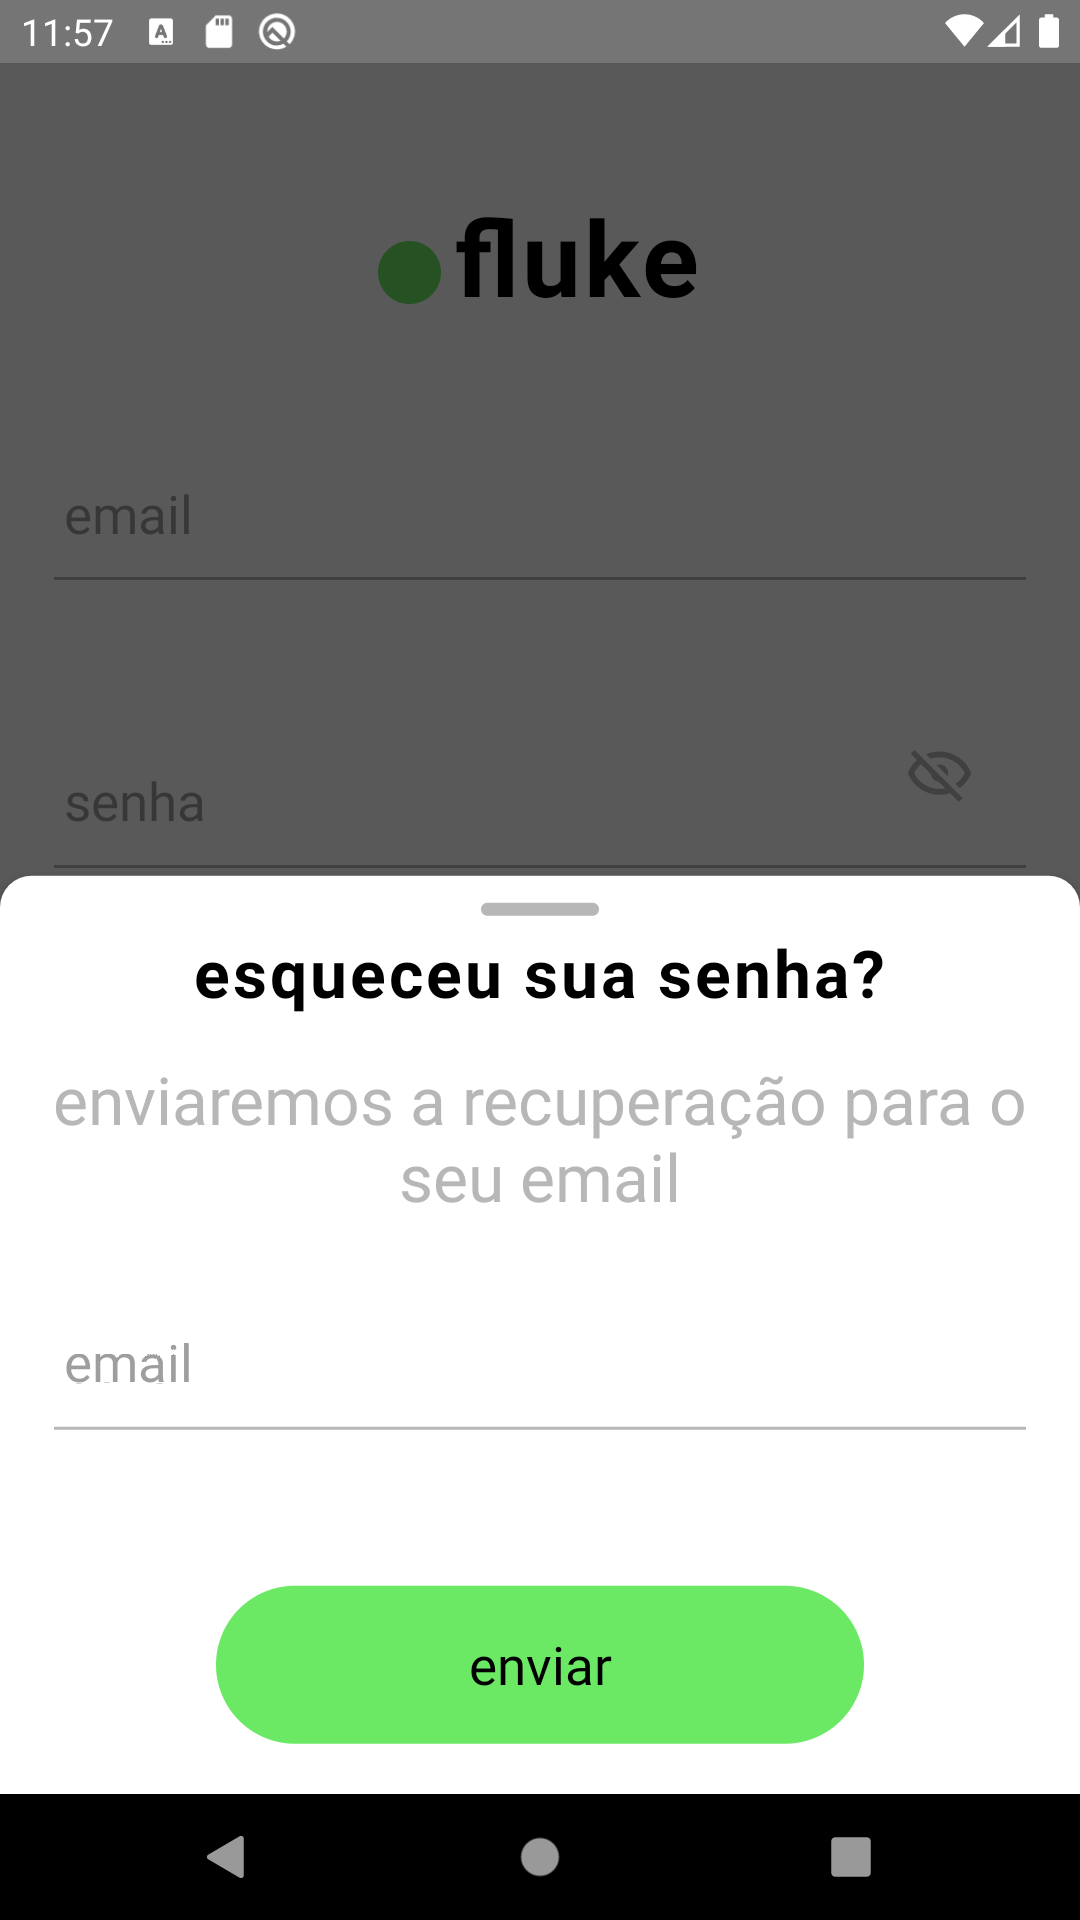 11:57
fluke
email
senha
esqueceu sua senha?
enviaremos a recuperação para o
seu email
email
enviar